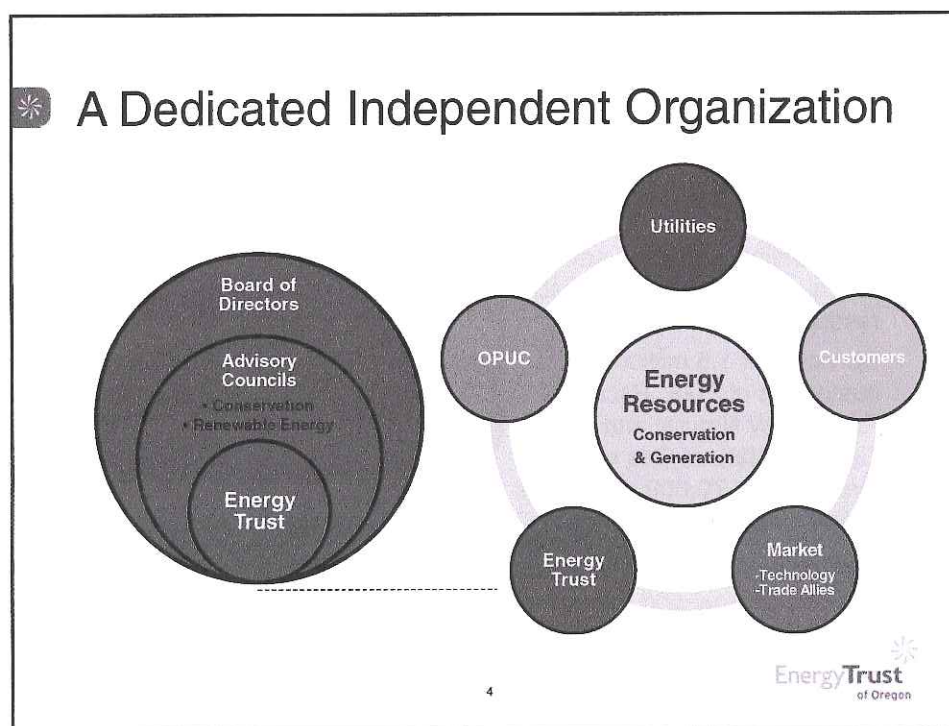 A Dedicated Independent Organization
Board of
Directors
Advisory
Councils
• Conservation
• Renewable Energy
Energy
Trust
Utilities
OPUC
Customers
Energy
Resources
Conservation
& Generation
Energy
Trust
Market
-Technology
-Trade Allies
4
EnergyTrust
of Oregon